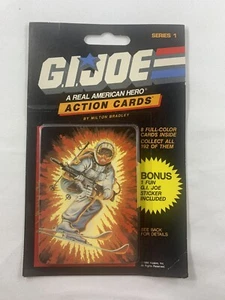 SERIES 1
GI JOE
A REAL AMERICAN HERO
ACTION CARDS
BY MILTON BRADLEY
8 FULL-COLOR
CARDS INSIDE
COLLECT ALL
192 OF THEM
BONUS
1 FUN
G.I. JOE
STICKER
INCLUDED
SEE BACK
FOR DETAILS